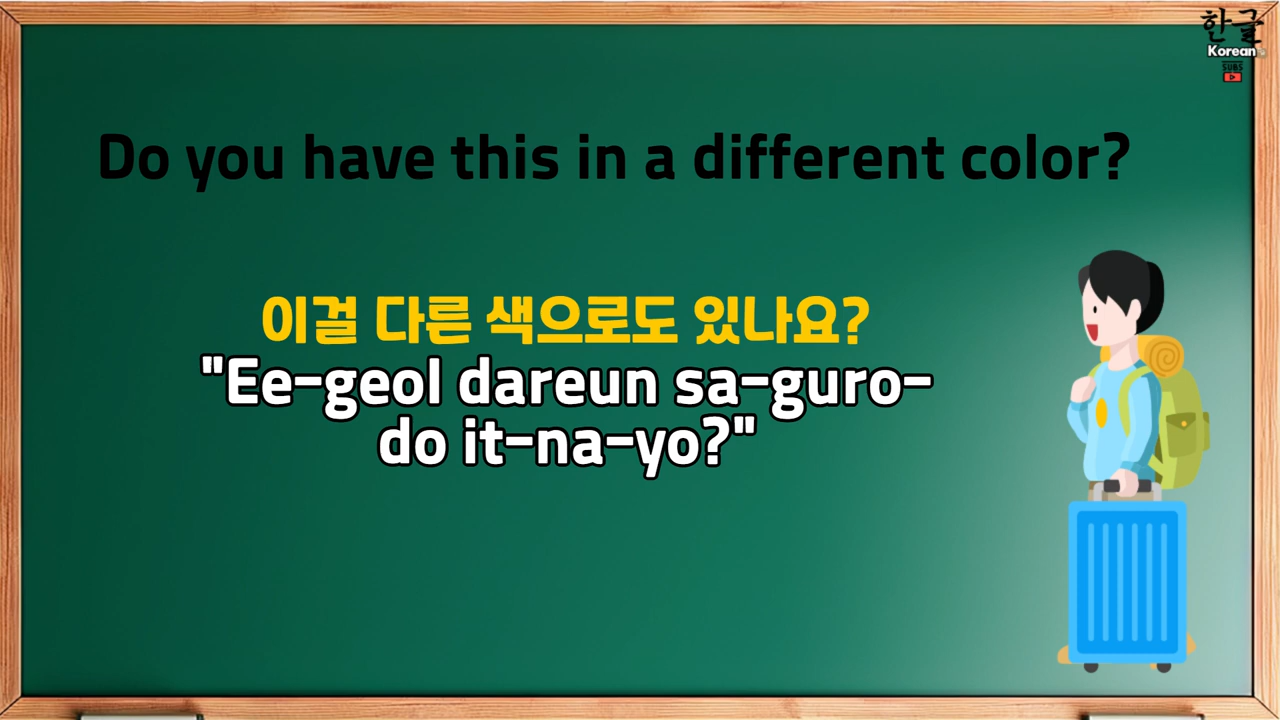 한글
Korean
SUBS
Do you have this in a different color?
이걸 다른 색으로도 있나요?
"Ee-geol dareun sa-guro-
do it-na-yo?"